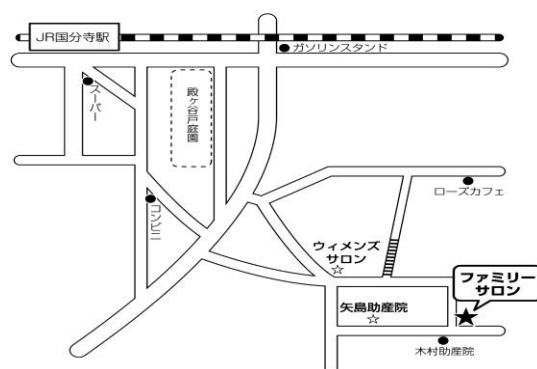 JR国分寺駅
ガソリンスタンド
スーパー
殿ヶ谷戸庭園
ローズカフェ
コンビニ
ウィメンズ
サロン
ファミリー
サロン
矢島助産院
木村助産院